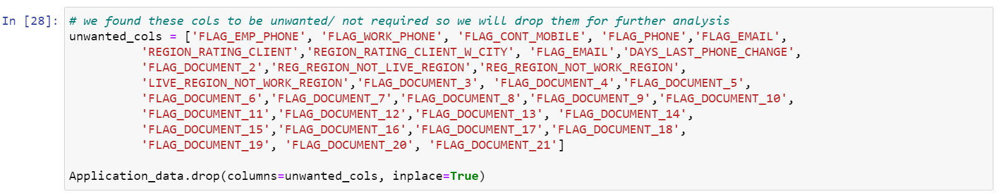 In [28]: # we found these cols to be unwanted/ not required so we will drop them for further analysis
unwanted_cols = ['FLAG_EMP_PHONE', 'FLAG_WORK_PHONE', 'FLAG_CONT_MOBILE', 'FLAG_PHONE','FLAG_EMAIL',
'REGION_RATING_CLIENT','REGION_RATING_CLIENT_W_CITY', 'FLAG_EMAIL','DAYS_LAST_PHONE_CHANGE',
'FLAG_DOCUMENT_2','REG_REGION_NOT_LIVE_REGION','REG_REGION_NOT_WORK_REGION',
'LIVE_REGION_NOT_WORK_REGION','FLAG_DOCUMENT_3', 'FLAG_DOCUMENT_4','FLAG_DOCUMENT_5',
'FLAG_DOCUMENT_6','FLAG_DOCUMENT_7','FLAG_DOCUMENT_8','FLAG_DOCUMENT_9','FLAG_DOCUMENT_10',
'FLAG_DOCUMENT_11','FLAG_DOCUMENT_12','FLAG_DOCUMENT_13', 'FLAG_DOCUMENT_14',
'FLAG_DOCUMENT_15','FLAG_DOCUMENT_16','FLAG_DOCUMENT_17','FLAG_DOCUMENT_18',
'FLAG_DOCUMENT_19', 'FLAG_DOCUMENT_20', 'FLAG_DOCUMENT_21']
Application_data.drop(columns=unwanted_cols, inplace=True)